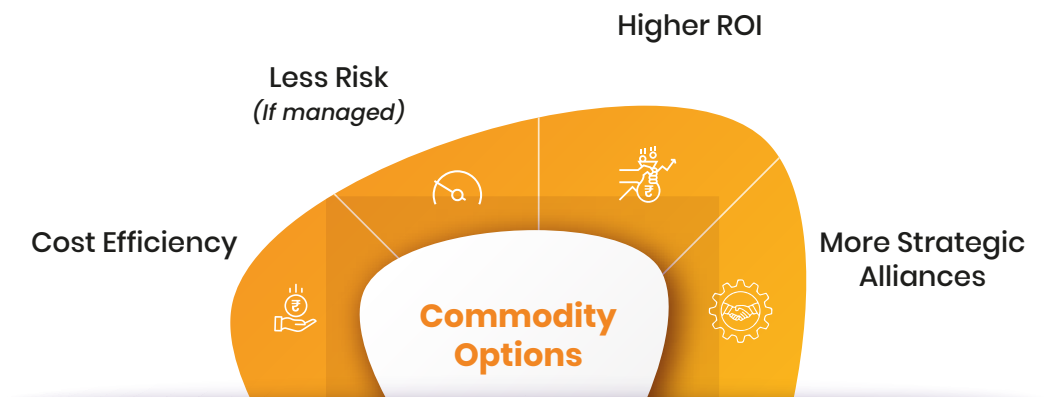 Higher ROI
Less Risk
(If managed)
Cost Efficiency
More Strategic
Alliances
₹
₹
Commodity
Options